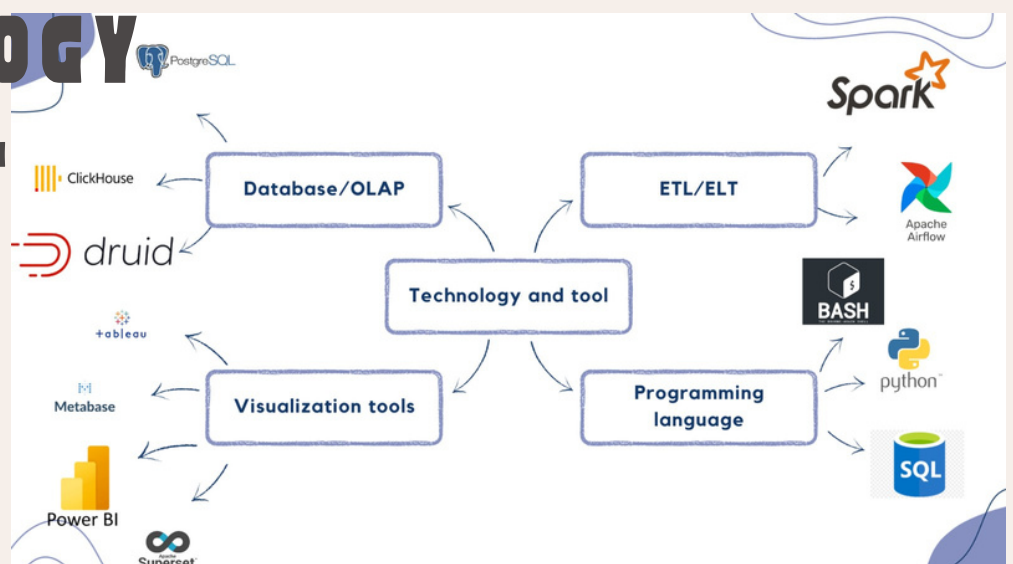 OGY
PostgreSQL
ClickHouse
druid
Database/OLAP
Spark
ETL/ELT
Apache
Airflow
Technology and tool
+ableau
Metabase
Power BI
Apache
Superset
Visualization tools
$
BASH
python
SQL
Programming
language